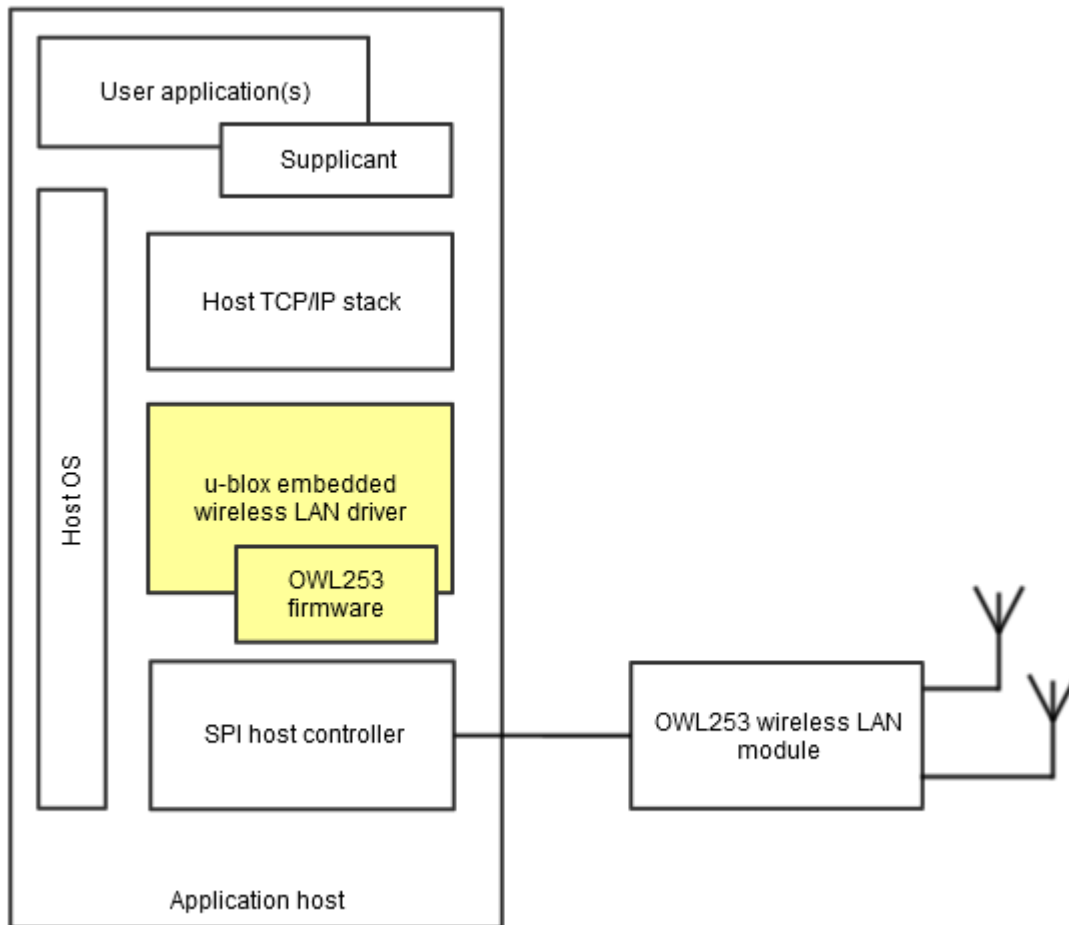 User application(s)
Supplicant
Host TCP/IP stack
Host OS
u-blox embedded
wireless LAN driver
OWL253
firmware
SPI host controller
OWL253 wireless LAN
module
Application host